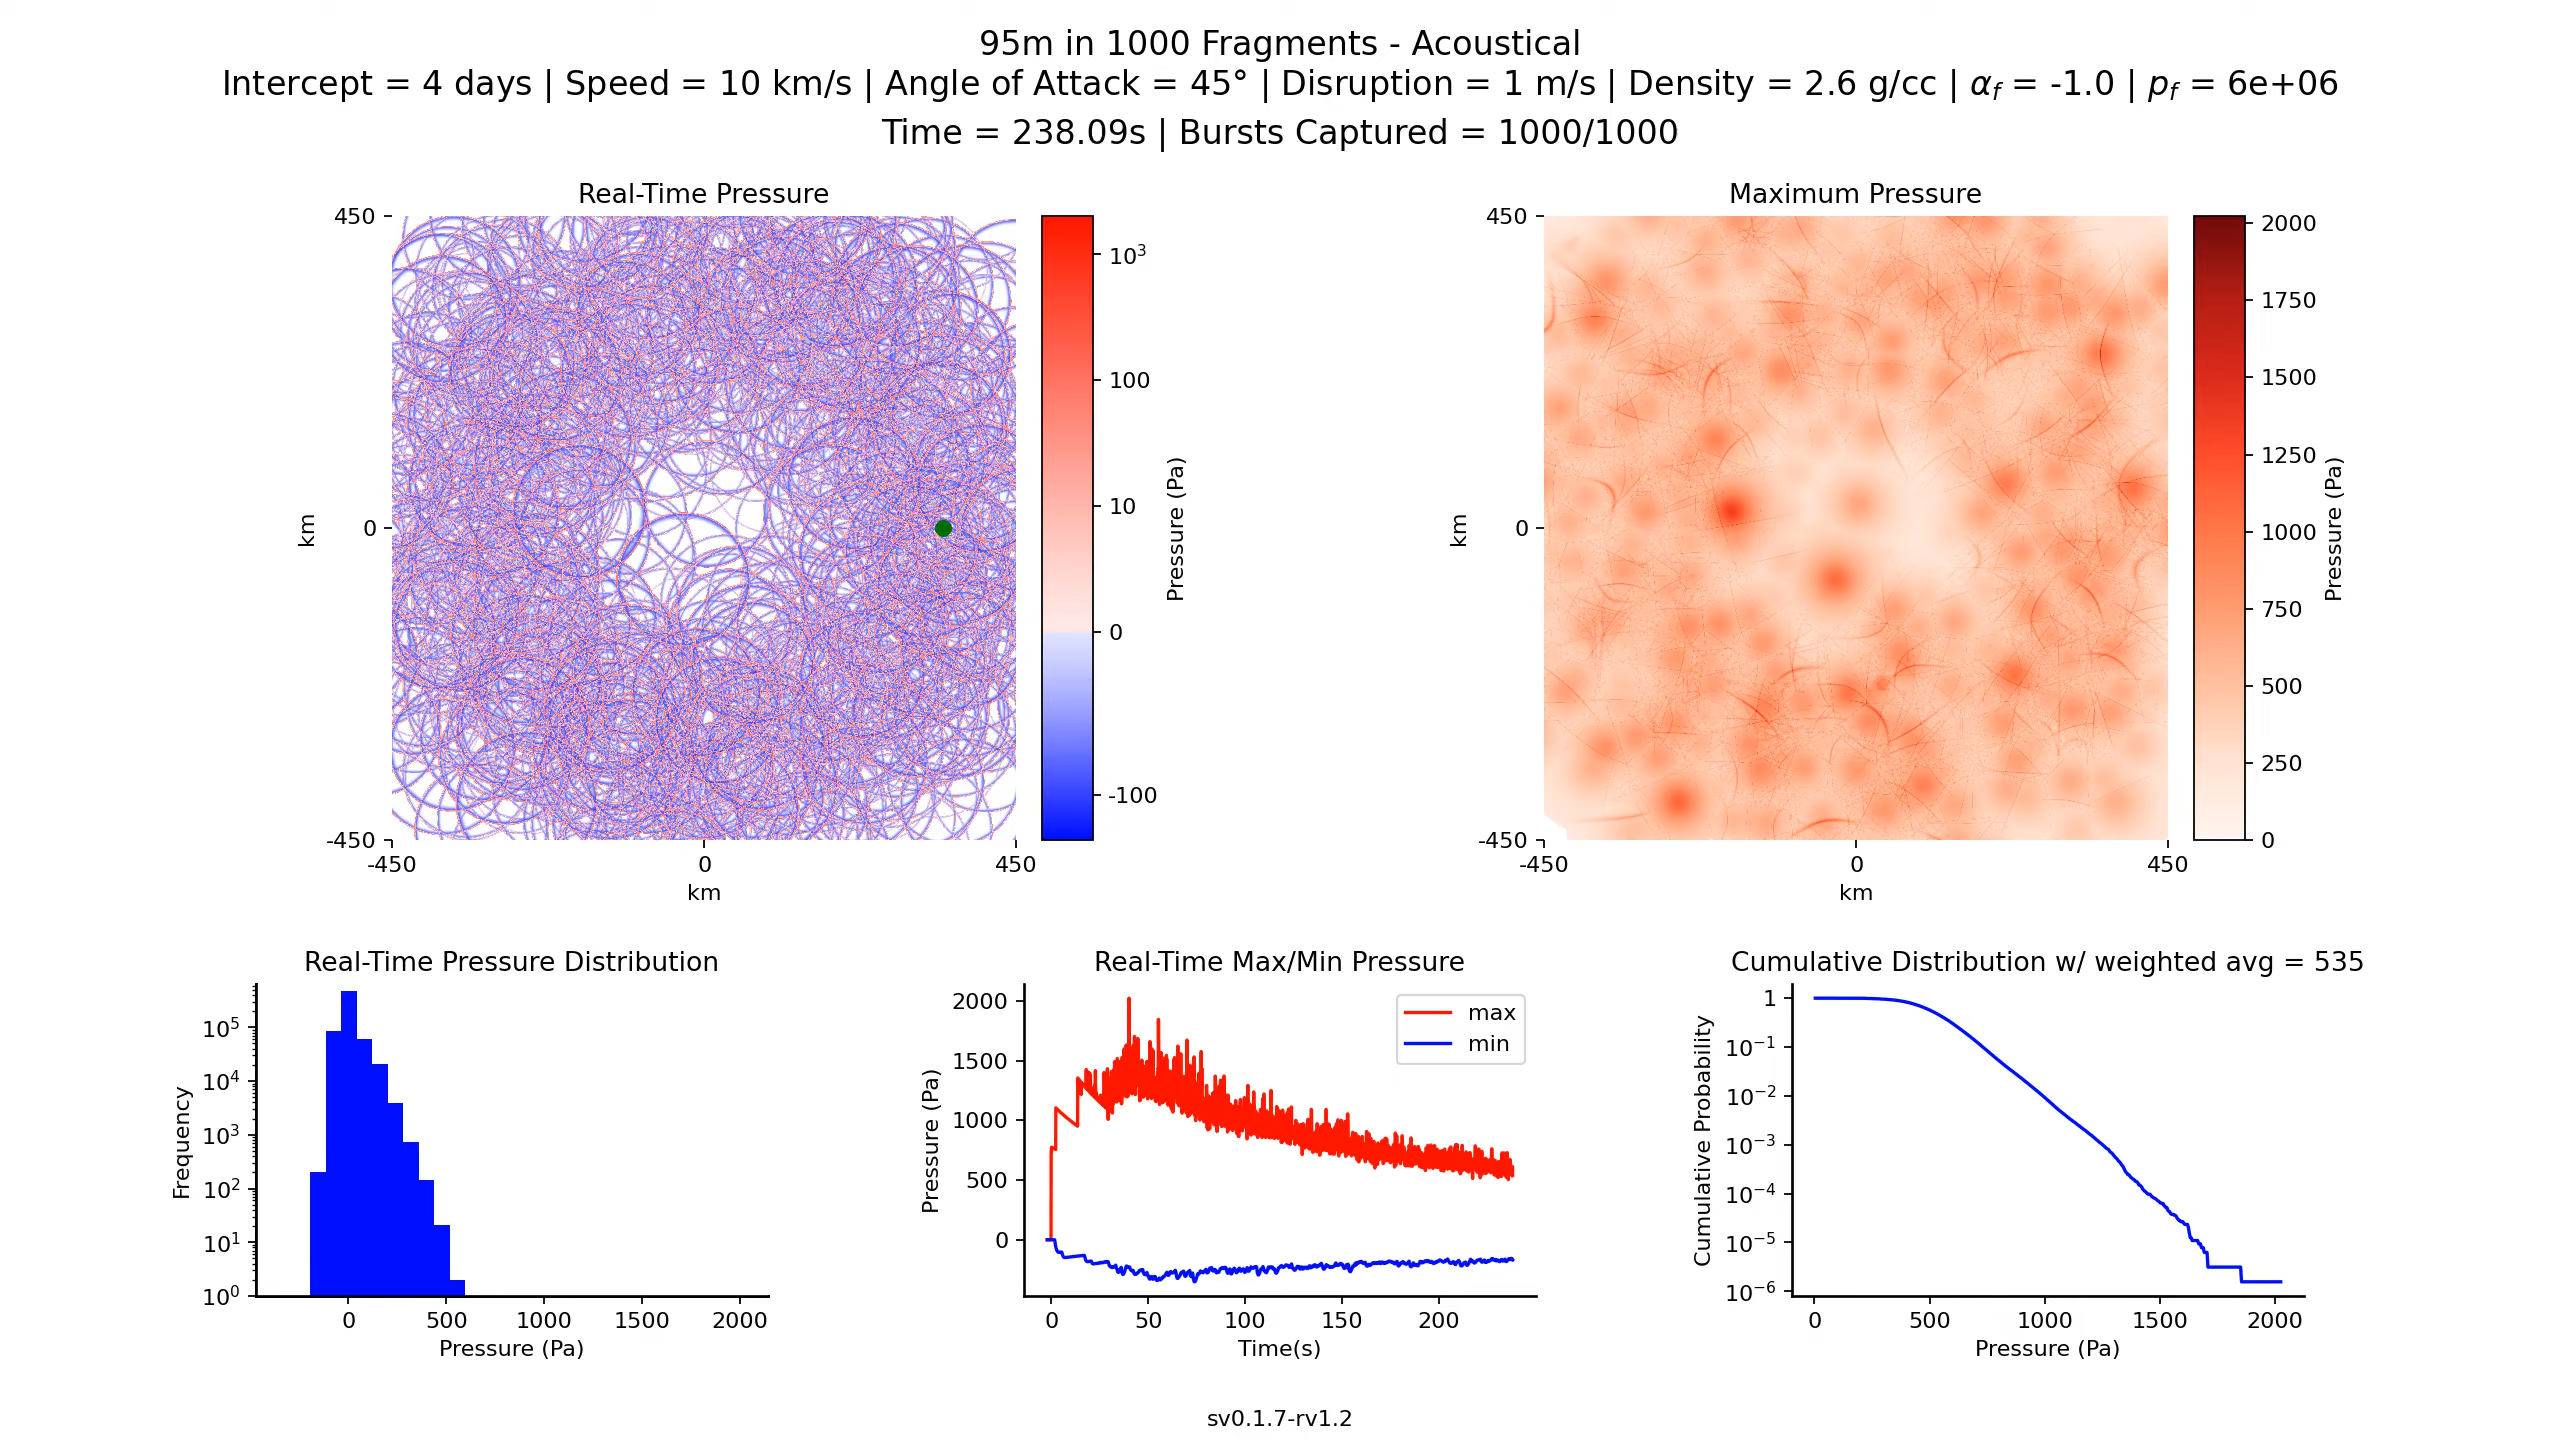 95m in 1000 Fragments - Acoustical
Intercept = 4 days | Speed = 10 km/s | Angle of Attack = 45° | Disruption = 1 m/s | Density = 2.6 g/cc | α_f = -1.0 | p_f = 6e+06
Time = 238.09s | Bursts Captured = 1000/1000
Real-Time Pressure
450
0
-450
km
-450
0
450
km
10³
100
10
0
-100
Pressure (Pa)
Maximum Pressure
450
0
-450
km
-450
0
450
km
2000
1750
1500
1250
1000
750
500
250
0
Pressure (Pa)
Real-Time Pressure Distribution
10⁵
10⁴
10³
10²
10¹
10⁰
Frequency
0
500
1000
1500
2000
Pressure (Pa)
Real-Time Max/Min Pressure
2000
1500
1000
500
0
Pressure (Pa)
max
min
0
50
100
150
200
Time(s)
Cumulative Distribution w/ weighted avg = 535
1
10⁻¹
10⁻²
10⁻³
10⁻⁴
10⁻⁵
10⁻⁶
Cumulative Probability
0
500
1000
1500
2000
Pressure (Pa)
sv0.1.7-rv1.2